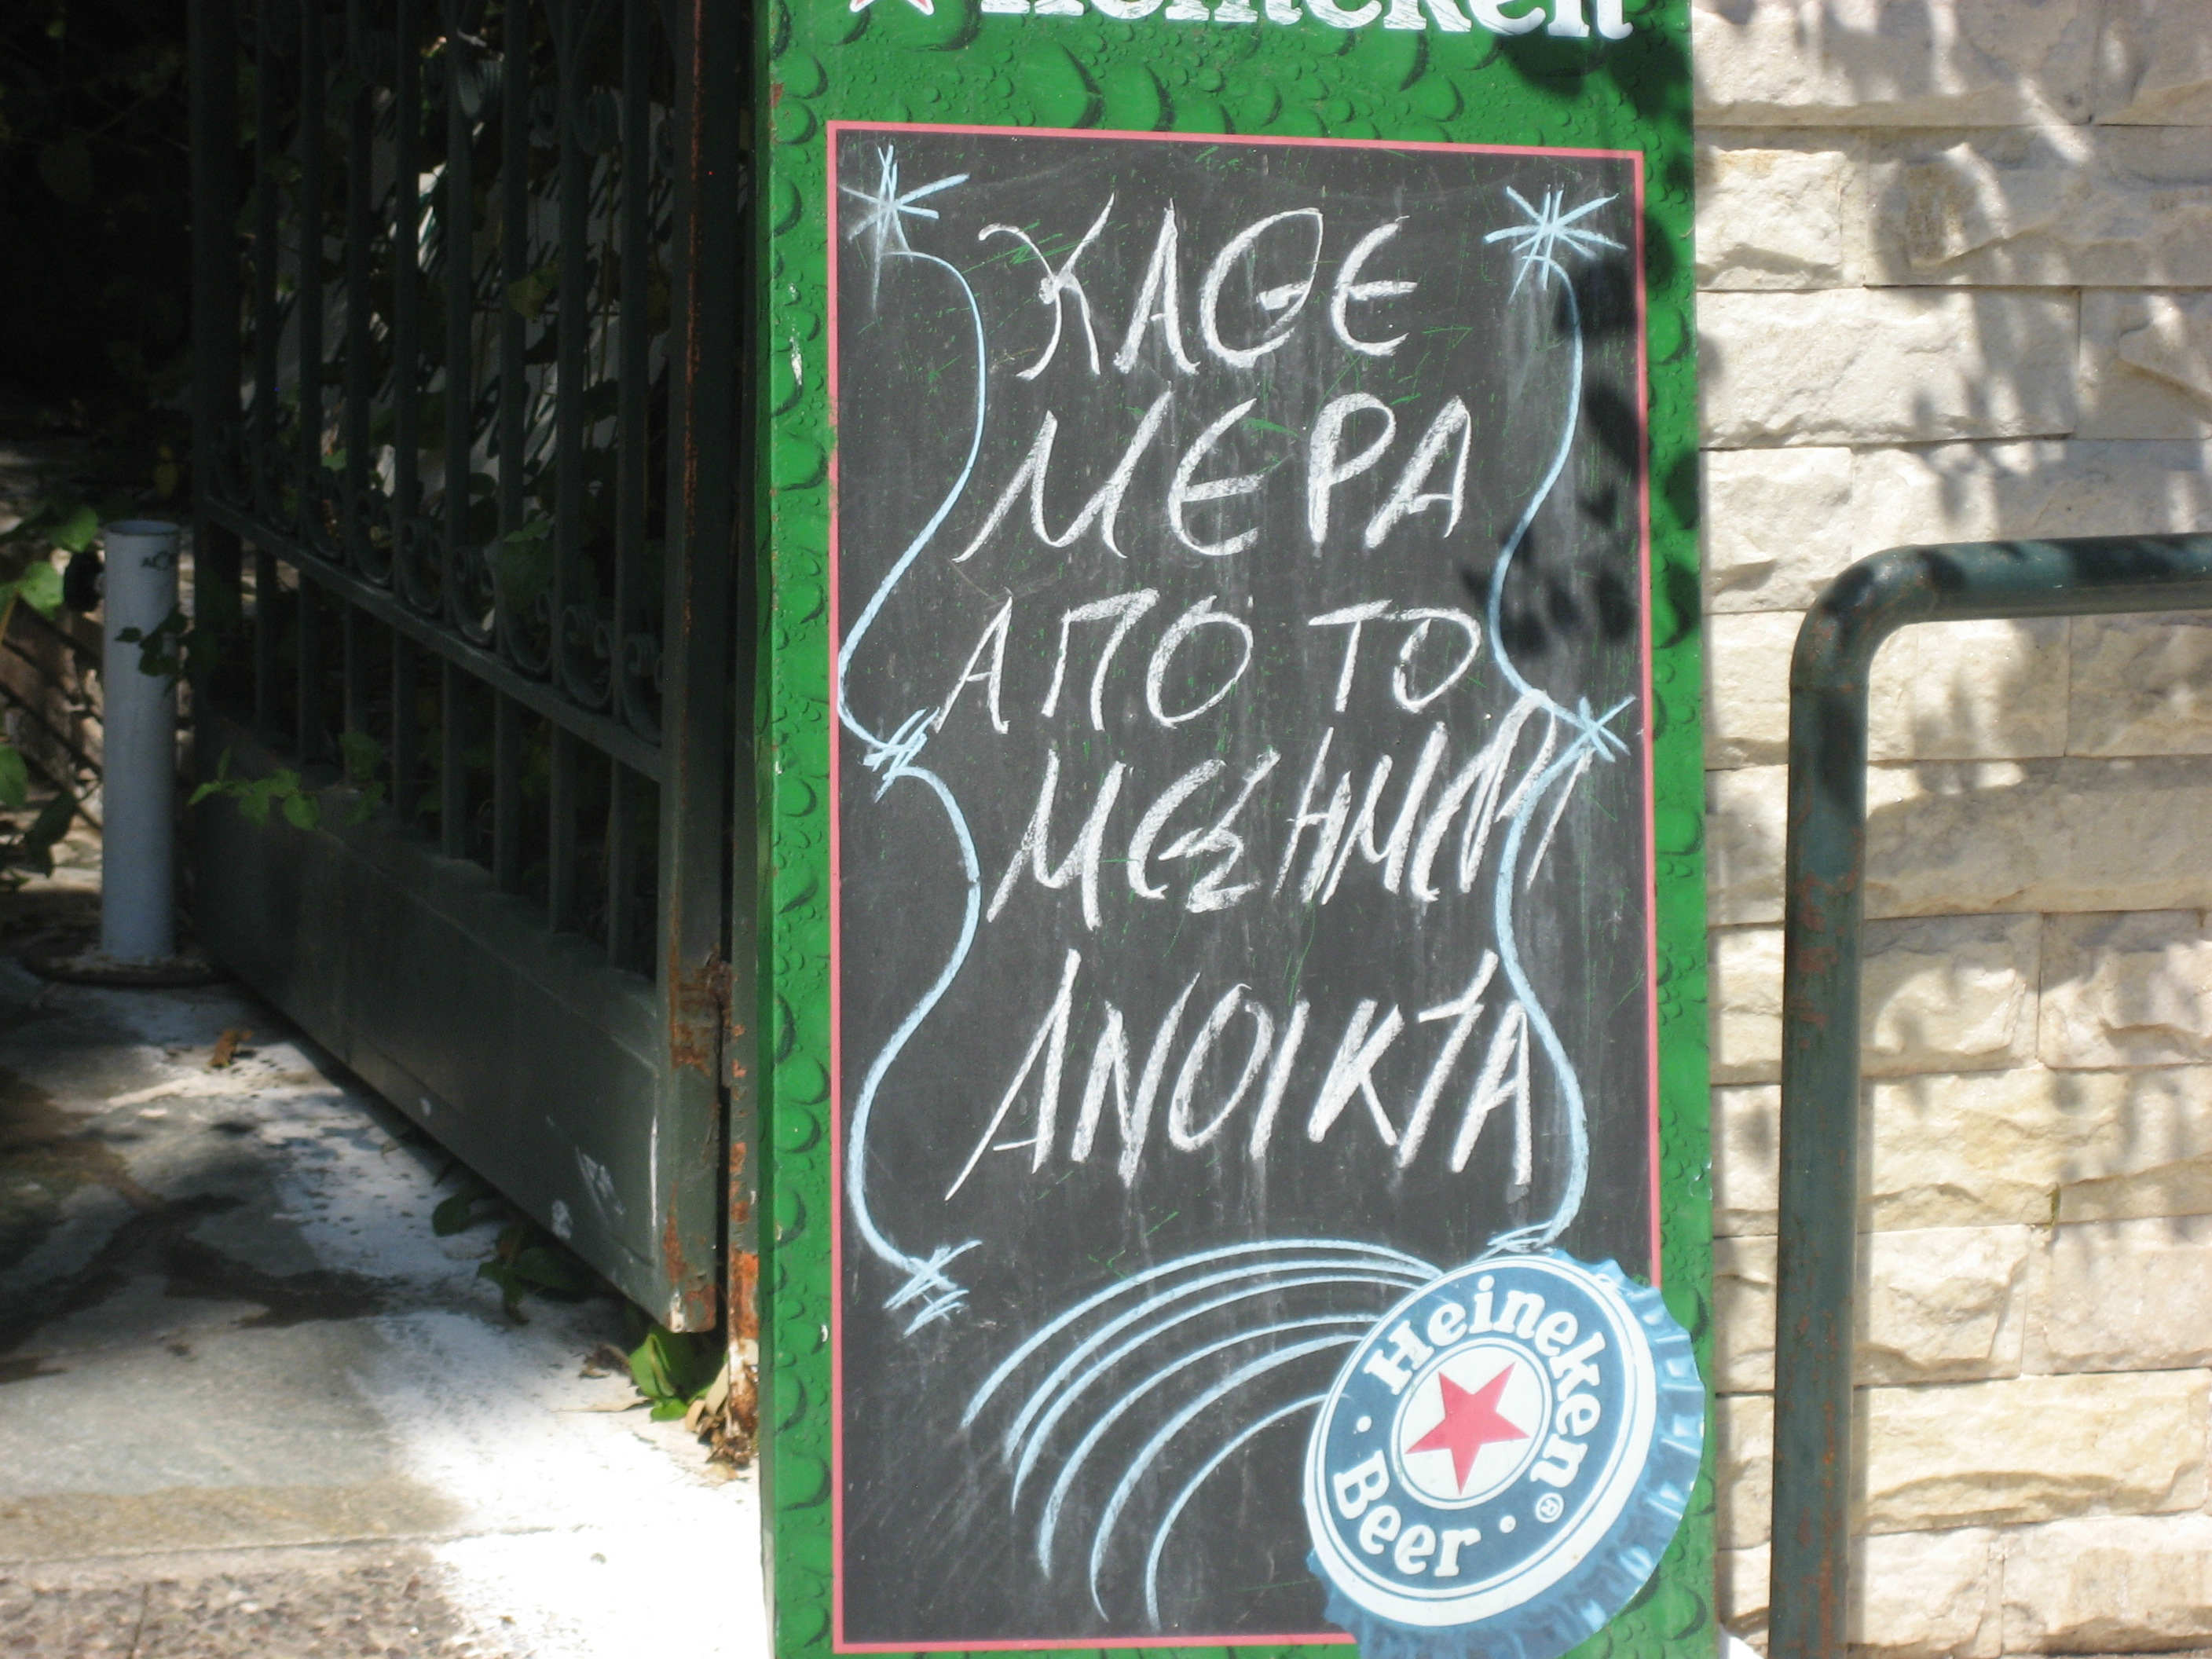 Heineken
ΚΑΘΕ
ΜΕΡΑ
ΑΠΟ ΤΟ
ΜΕΣΗΜΕΡΙ
ΑΝΟΙΚΤΑ
Heineken®
Beer